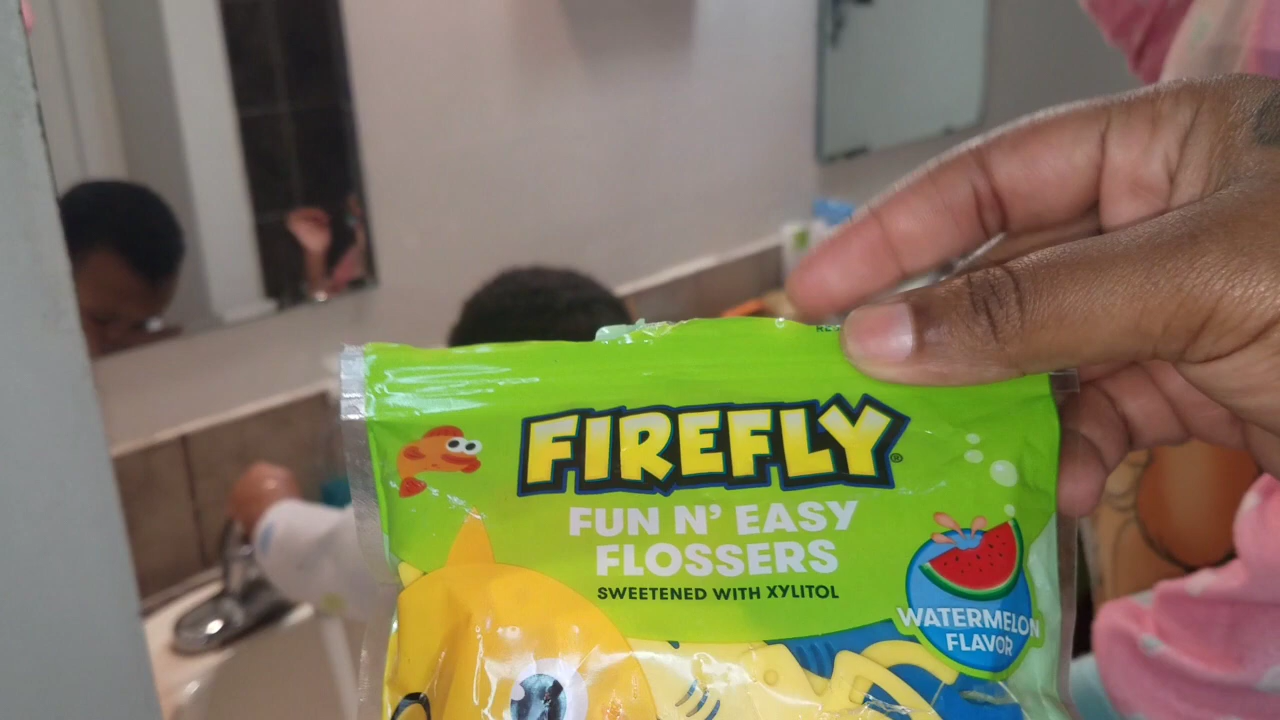 FIREFLY®
FUN N' EASY
FLOSSERS
SWEETENED WITH XYLITOL
WATERMELON
FLAVOR